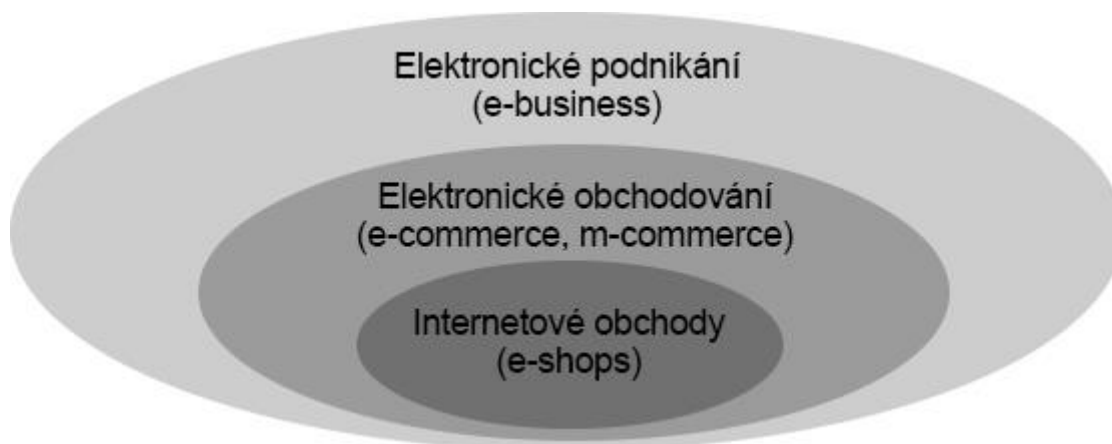 Elektronické podnikání
(e-business)
Elektronické obchodování
(e-commerce, m-commerce)
Internetové obchody
(e-shops)